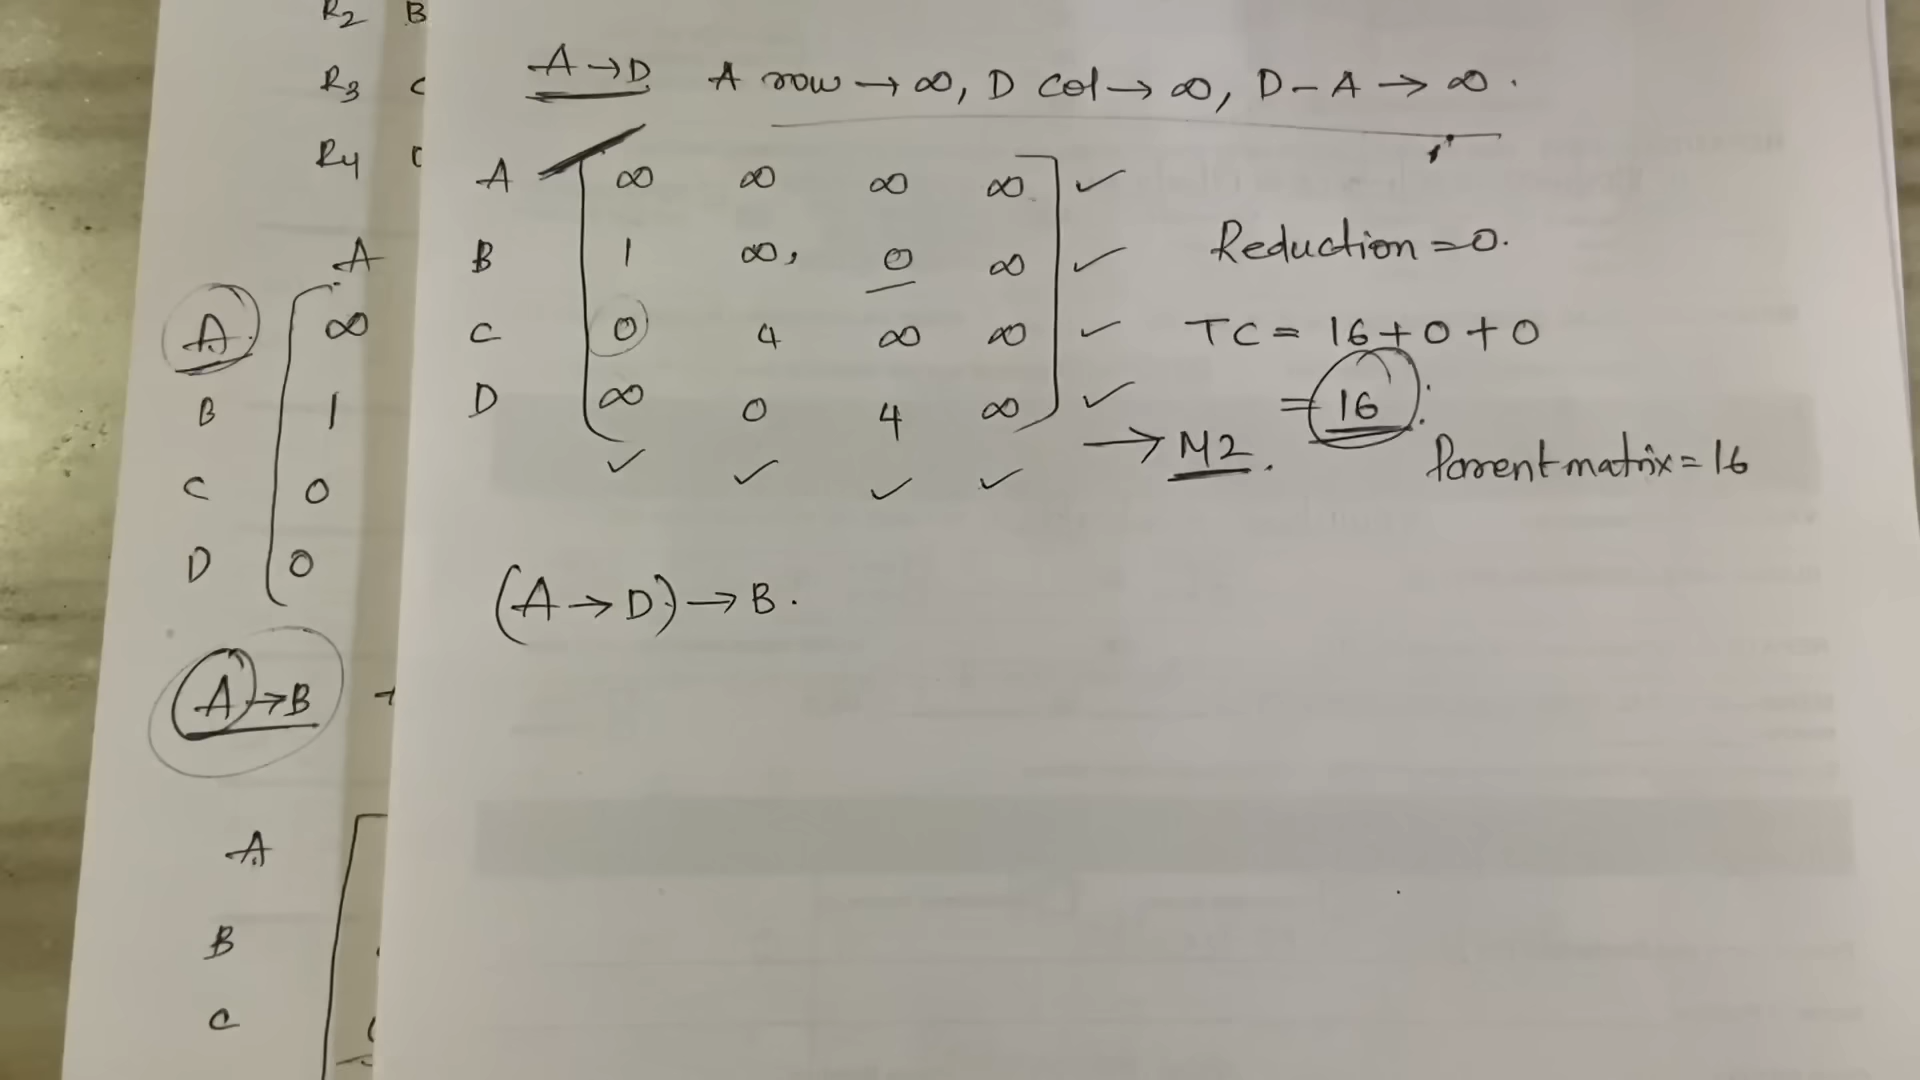 R2 B
R3 C
R4
A
A ∞
B 1
C 0
D 0
A→B
A
B
C
A→D A row→∞, D col→∞, D-A→∞.
A ∞ ∞ ∞ ∞ ✓
B 1 ∞, 0 ∞ ✓
C 0 4 ∞ ∞ ✓
D ∞ 0 4 ∞ ✓
✓ ✓ ✓ ✓
Reduction=0.
TC = 16+0+0
=16
→M2.
Parent matrix=16
(A→D)→B.